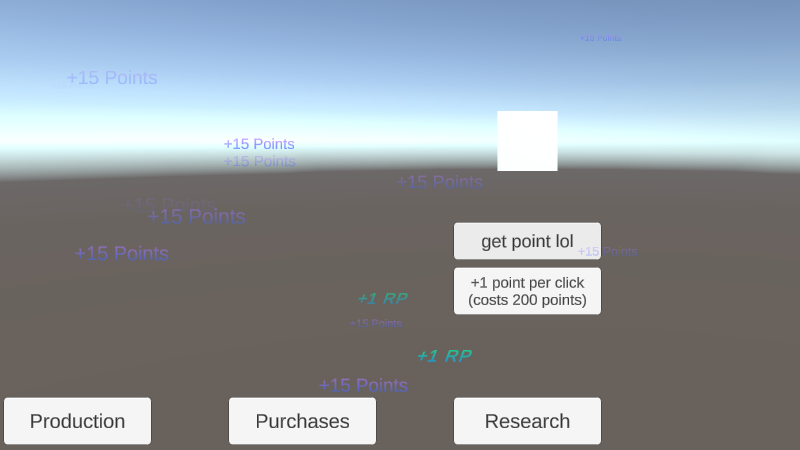 +15 Points
+15 Points
+15 Points
+15 Points
+15 Points
+15 Points
+15 Points
get point lol
+15 Points
+15 Points
+1 point per click
(costs 200 points)
+1 RP
+15 Points
+1 RP
+15 Points
Production
Purchases
Research